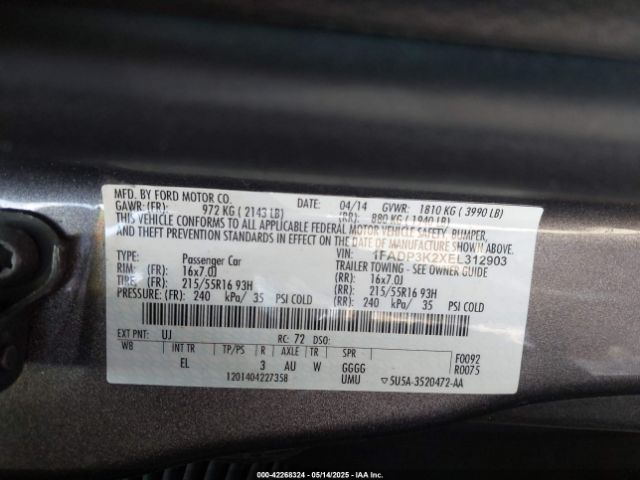 MFD. BY FORD MOTOR CO.
DATE: 04/14 GVWR: 1810 KG ( 3990 LB)
GAWR: (FR): 972 KG ( 2143 LB) (RR): 880 KG ( 1940 LB)
THIS VEHICLE CONFORMS TO ALL APPLICABLE FEDERAL MOTOR VEHICLE SAFETY, BUMPER,
AND THEFT PREVENTION STANDARDS IN EFFECT ON THE DATE OF MANUFACTURE SHOWN ABOVE.
VIN: 1FADP3K2XEL312903
TYPE: Passenger Car TRAILER TOWING - SEE OWNER GUIDE
RIM: (FR) 16x7.0J (RR) 16x7.0J
TIRE: (FR) 215/55R16 93H (RR) 215/55R16 93H
PRESSURE: (FR) 240 kPa/ 35 PSI COLD (RR) 240 kPa/ 35 PSI COLD
EXT PNT: UJ RC: 72 DSO:
WB INT TR TP/PS R AXLE TR SPR F0092
EL 3 AU W GGGG R0075
1201404227358 UMU ▽5U5A-3520472-AA
000-42268324 - 05/14/2025 - IAA Inc.